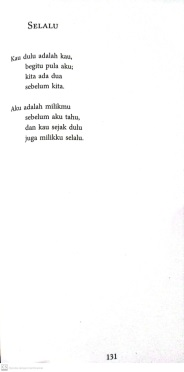 SELALU
Kau dulu adalah kau,
begitu pula aku;
kita ada dua
sebelum kita.
Aku adalah milikmu
sebelum aku tahu,
dan kau sejak dulu
juga milikku selalu.
131